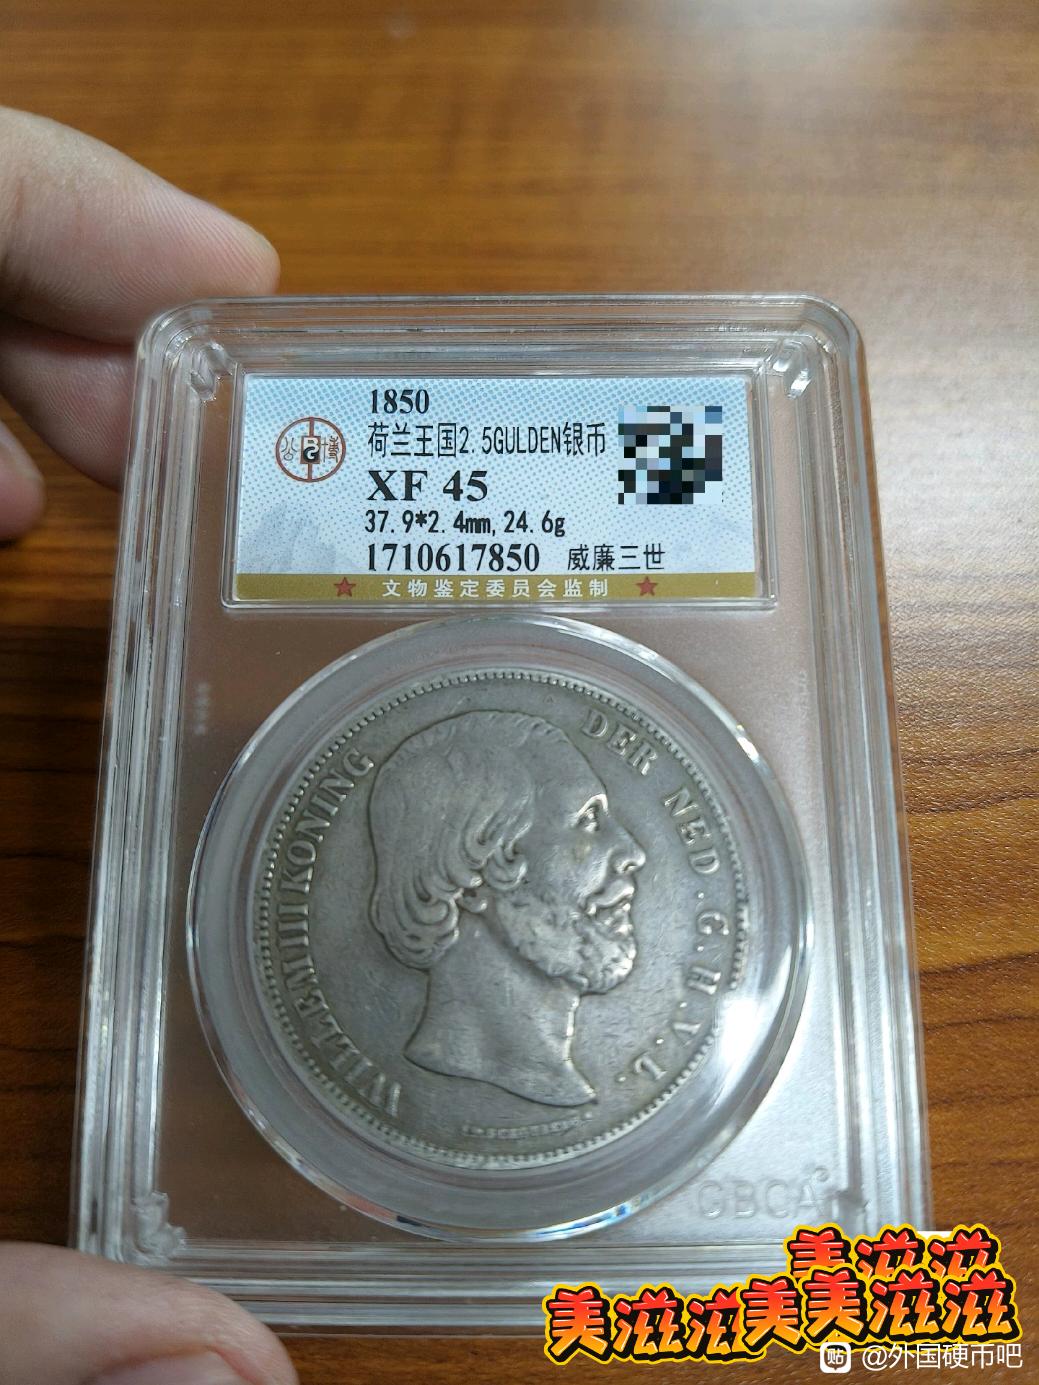 1850
公博
荷兰王国2.5GULDEN银币
XF 45
37.9*2.4mm,24.6g
1710617850 威廉三世
★ 文物鉴定委员会监制 ★
WILLEM III KONING DER NED. G.H.V.L.
GBCA
美滋滋
美滋滋美美滋滋
贴 @外国硬币吧